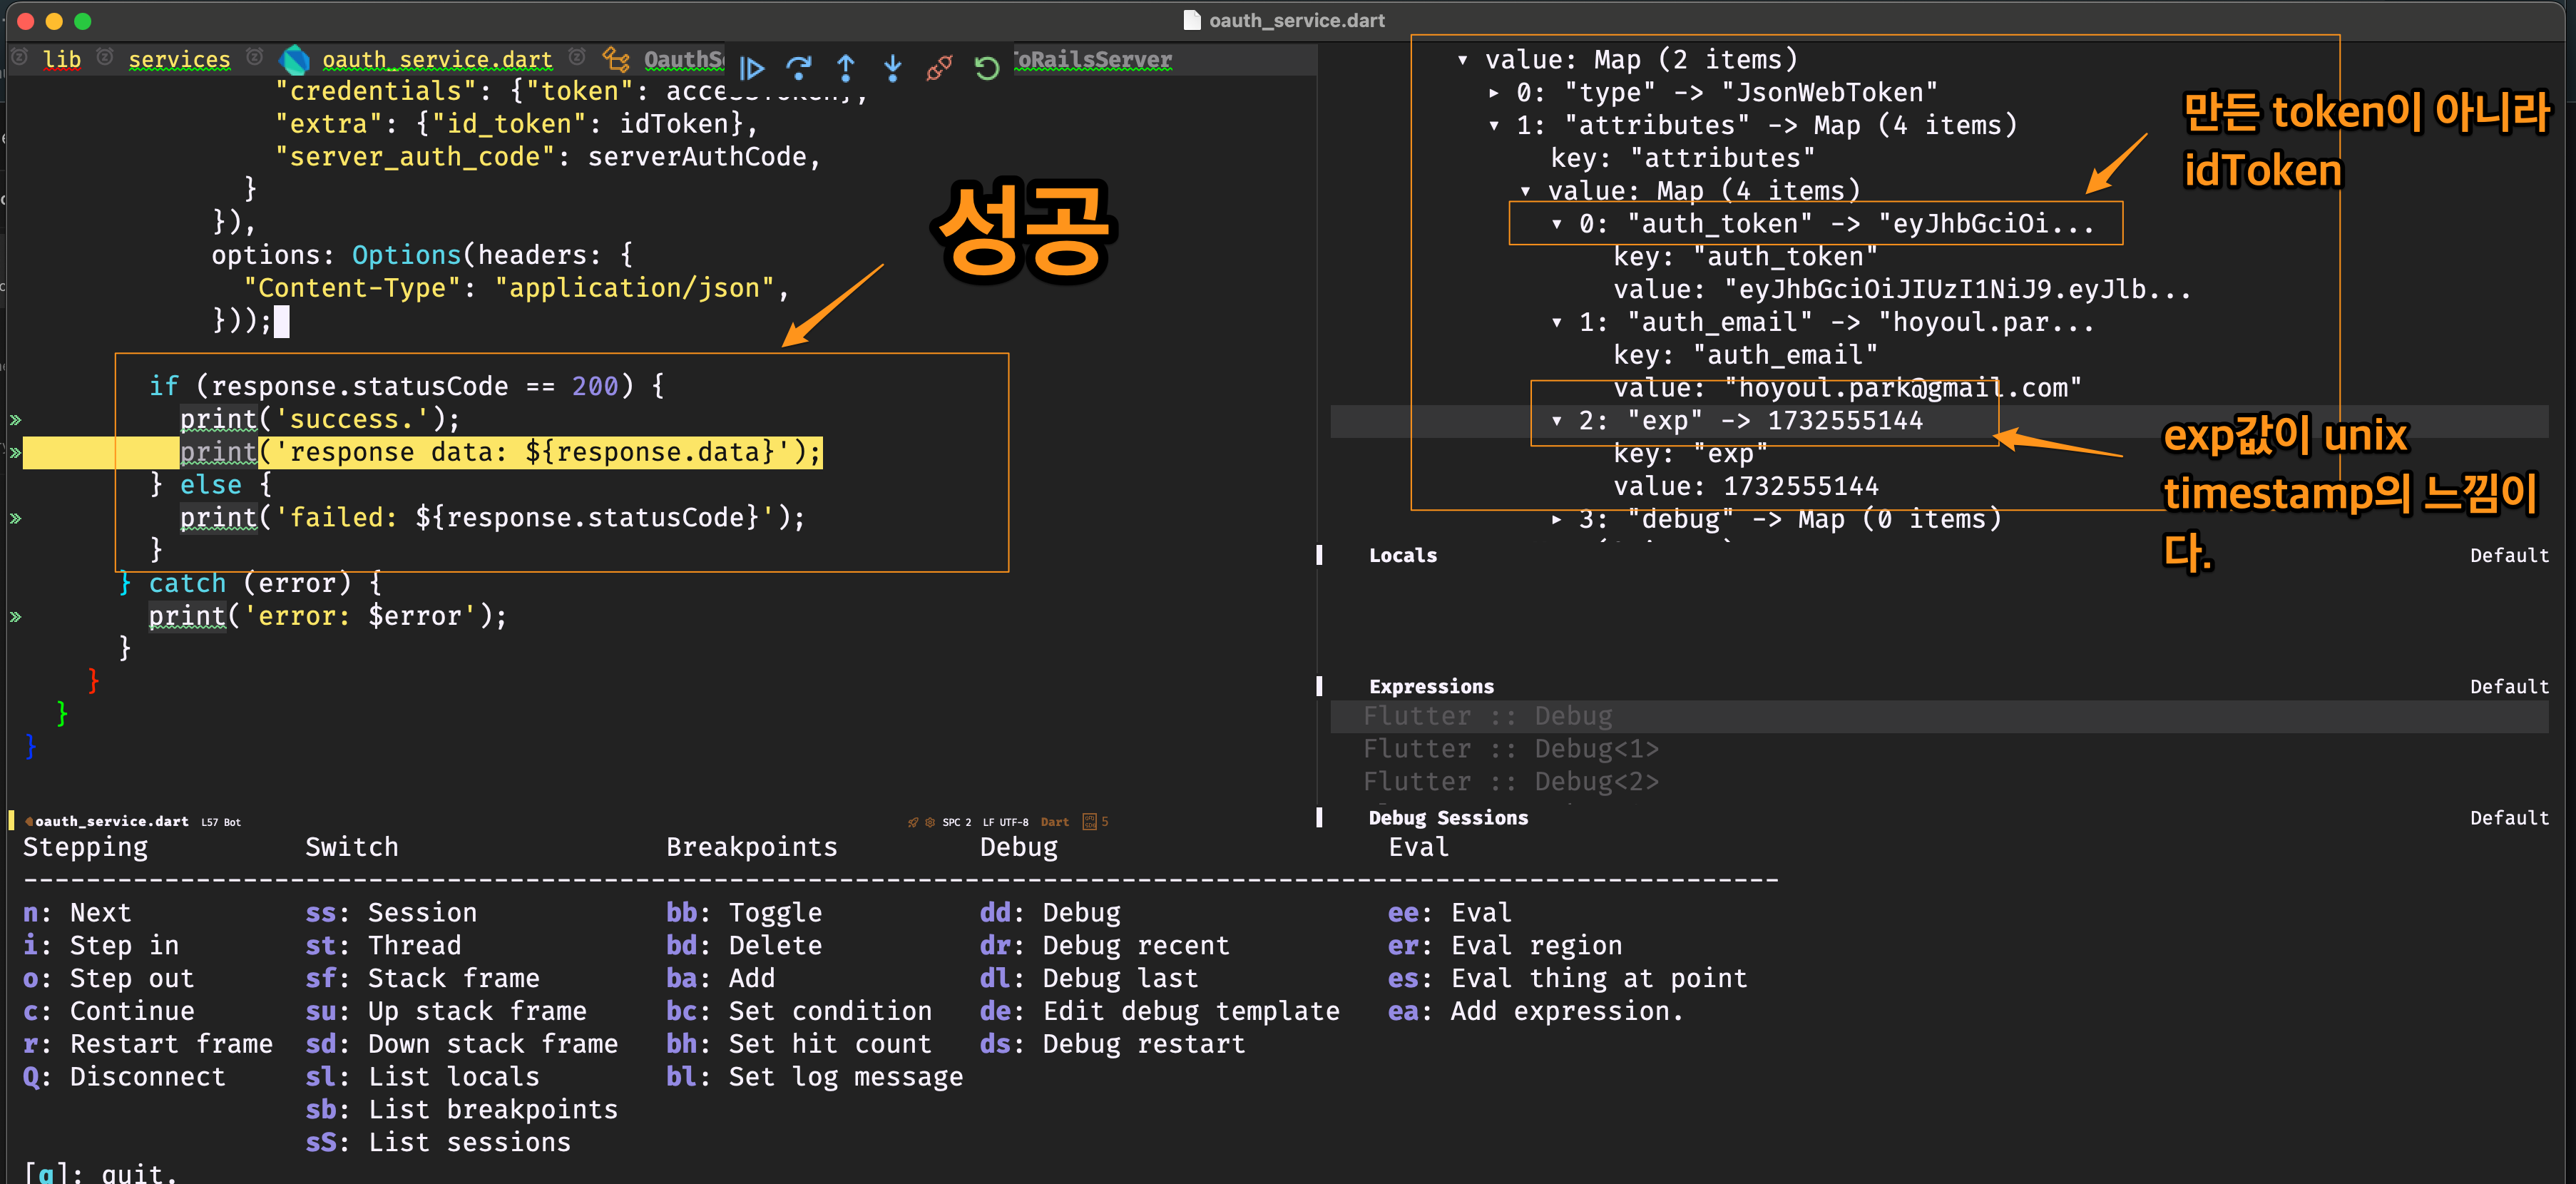 oauth_service.dart
lib services oauth_service.dart OauthSe oRailsServer
"credentials": {"token": accessToken},
"extra": {"id_token": idToken},
"server_auth_code": serverAuthCode,
}
}),
options: Options(headers: {
"Content-Type": "application/json",
}));
성공
if (response.statusCode == 200) {
print('success.');
print('response data: ${response.data}');
} else {
print('failed: ${response.statusCode}');
}
} catch (error) {
print('error: $error');
}
}
}
}
oauth_service.dart L57 Bot SPC 2 LF UTF-8 Dart 5
▾ value: Map (2 items)
▸ 0: "type" -> "JsonWebToken"
▾ 1: "attributes" -> Map (4 items)
key: "attributes"
▾ value: Map (4 items)
▾ 0: "auth_token" -> "eyJhbGciOi...
key: "auth_token"
value: "eyJhbGciOiJIUzI1NiJ9.eyJlb...
▾ 1: "auth_email" -> "hoyoul.par...
key: "auth_email"
value: "hoyoul.park@gmail.com"
▾ 2: "exp" -> 1732555144
key: "exp"
value: 1732555144
▸ 3: "debug" -> Map (0 items)
만든 token이 아니라
idToken
exp값이 unix
timestamp의 느낌이
다.
Locals Default
Expressions Default
Flutter :: Debug
Flutter :: Debug<1>
Flutter :: Debug<2>
Debug Sessions Default
Stepping Switch Breakpoints Debug Eval
n: Next ss: Session bb: Toggle dd: Debug ee: Eval
i: Step in st: Thread bd: Delete dr: Debug recent er: Eval region
o: Step out sf: Stack frame ba: Add dl: Debug last es: Eval thing at point
c: Continue su: Up stack frame bc: Set condition de: Edit debug template ea: Add expression.
r: Restart frame sd: Down stack frame bh: Set hit count ds: Debug restart
Q: Disconnect sl: List locals bl: Set log message
sb: List breakpoints
sS: List sessions
[q]: quit.